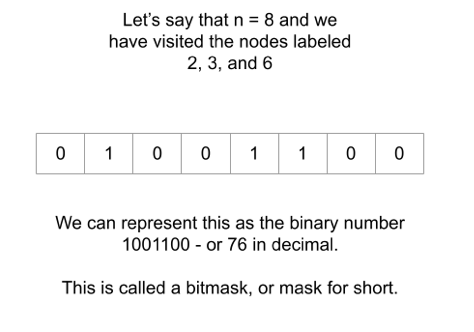 Let's say that n = 8 and we
have visited the nodes labeled
2, 3, and 6
0 1 0 0 1 1 0 0
We can represent this as the binary number
1001100 - or 76 in decimal.
This is called a bitmask, or mask for short.